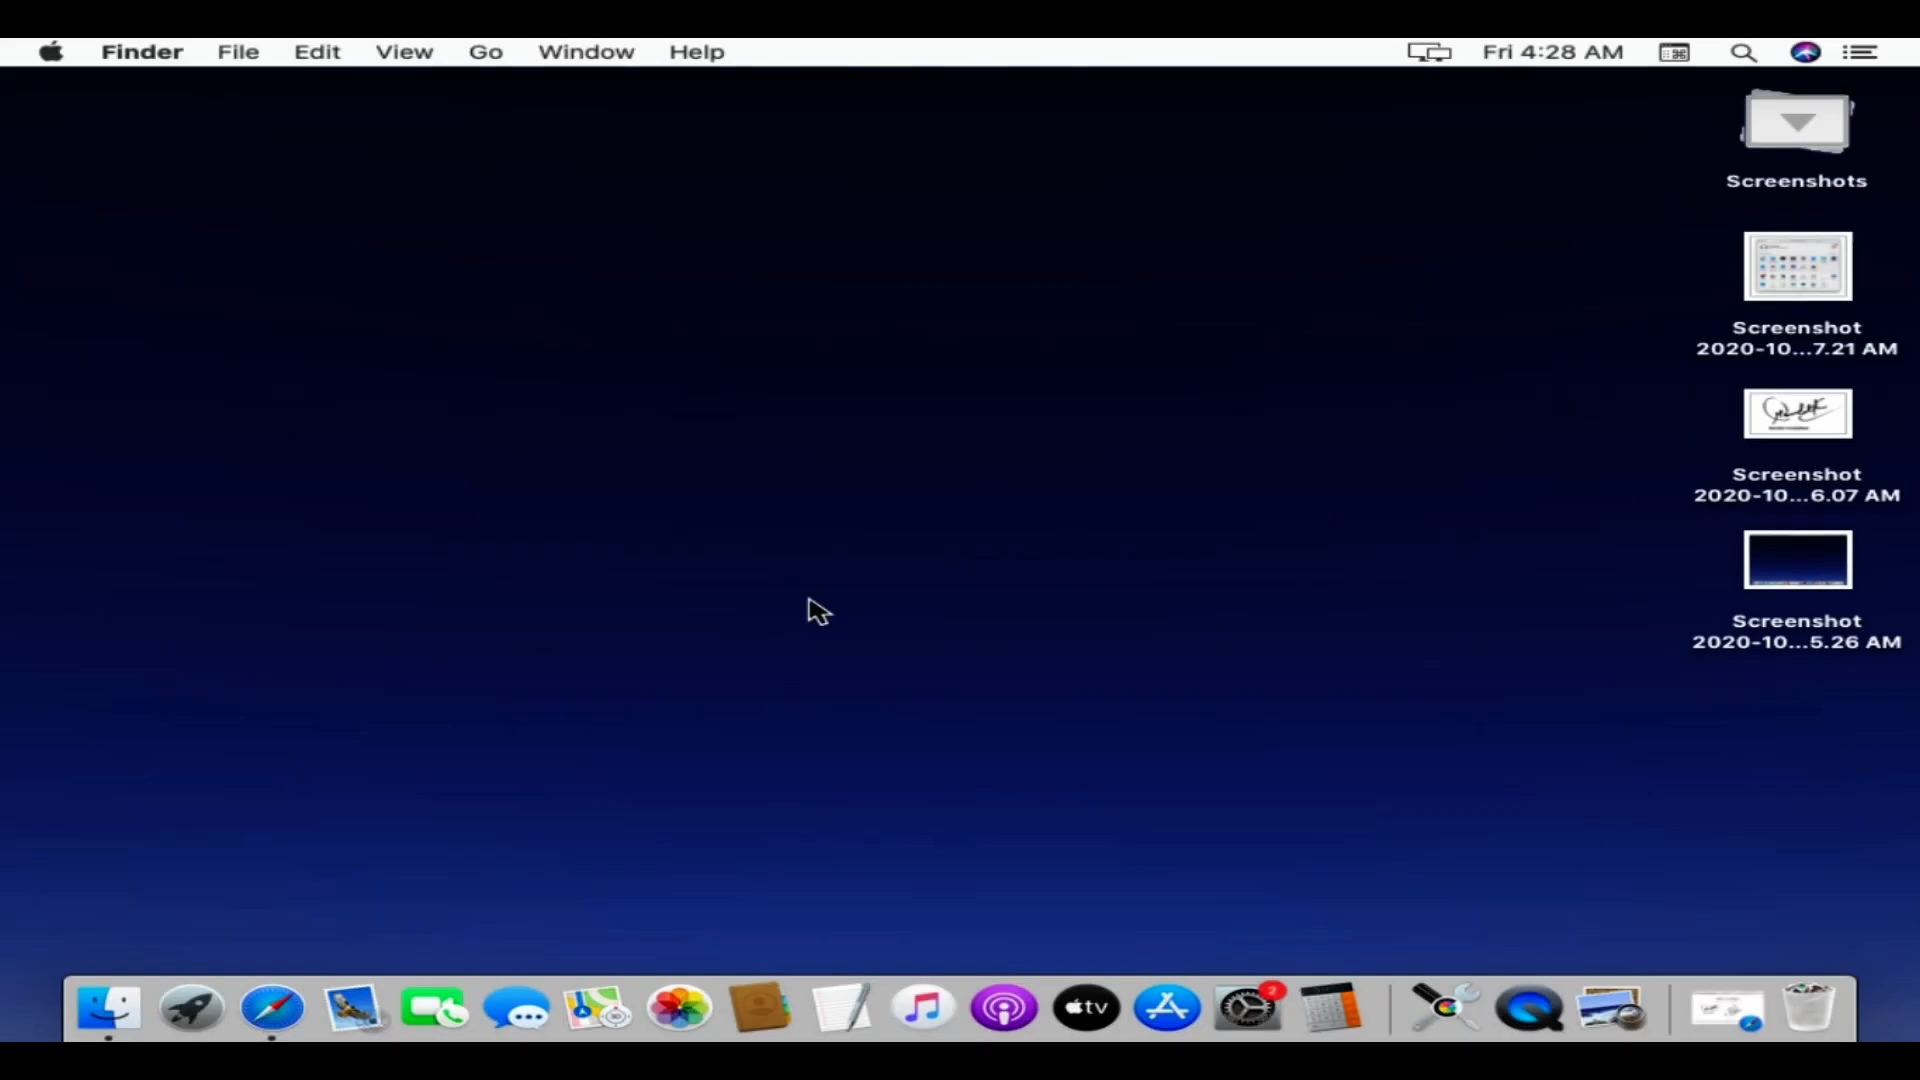 Finder File Edit View Go Window Help Fri 4:28 AM
Screenshots
Screenshot
2020-10...7.21 AM
Screenshot
2020-10...6.07 AM
Screenshot
2020-10...5.26 AM
2
tv